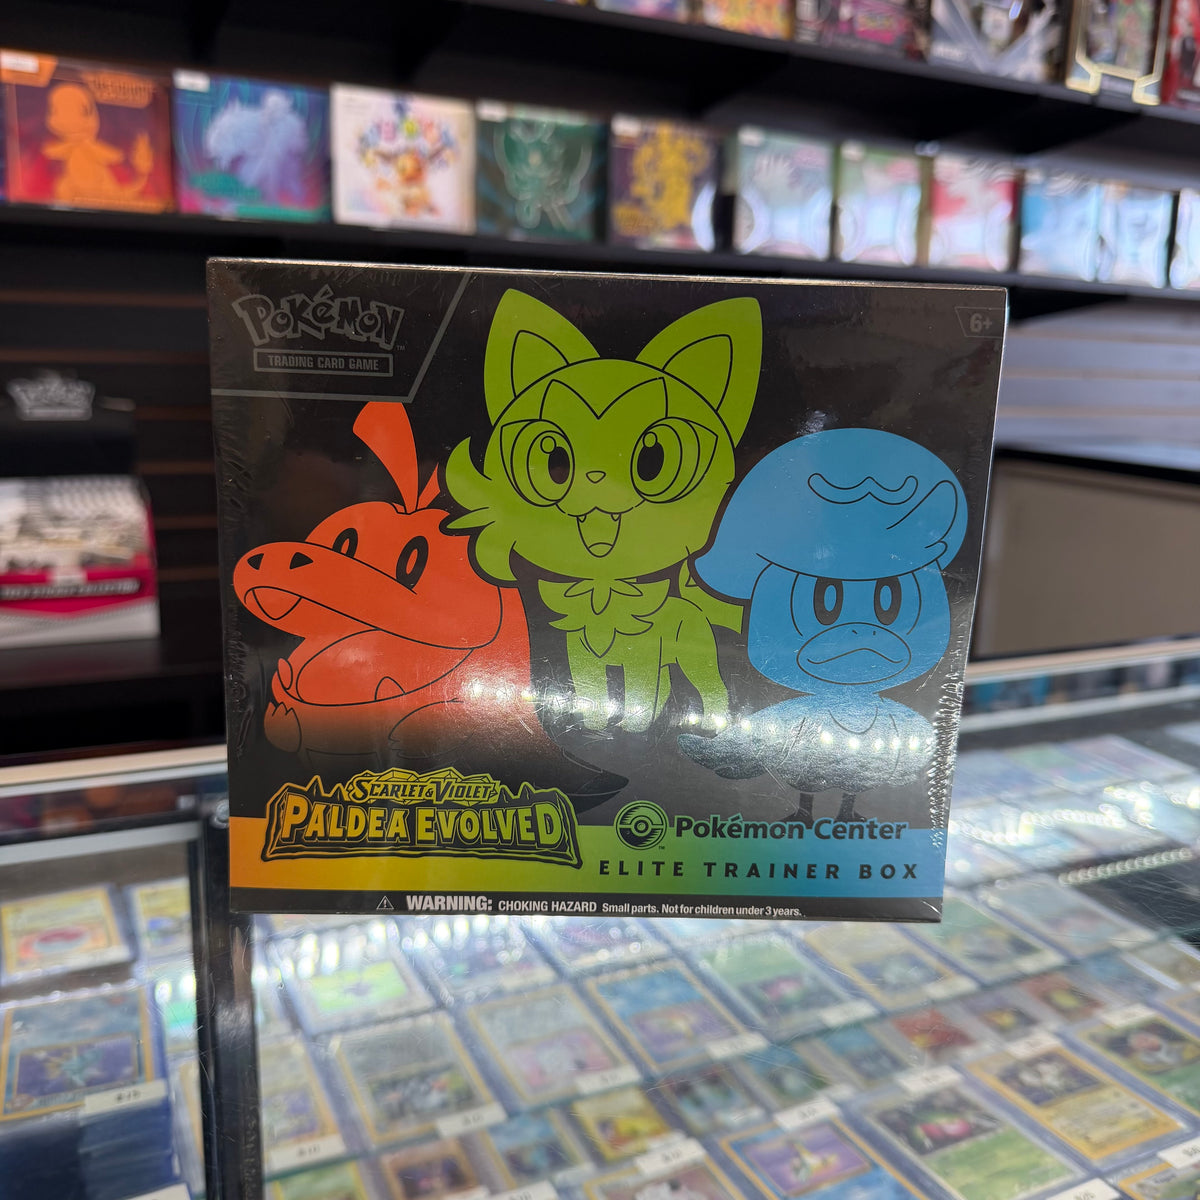 POKéMON
TRADING CARD GAME
6+
SCARLET & VIOLET
PALDEA EVOLVED
Pokémon Center
ELITE TRAINER BOX
WARNING: CHOKING HAZARD Small parts. Not for children under 3 years.